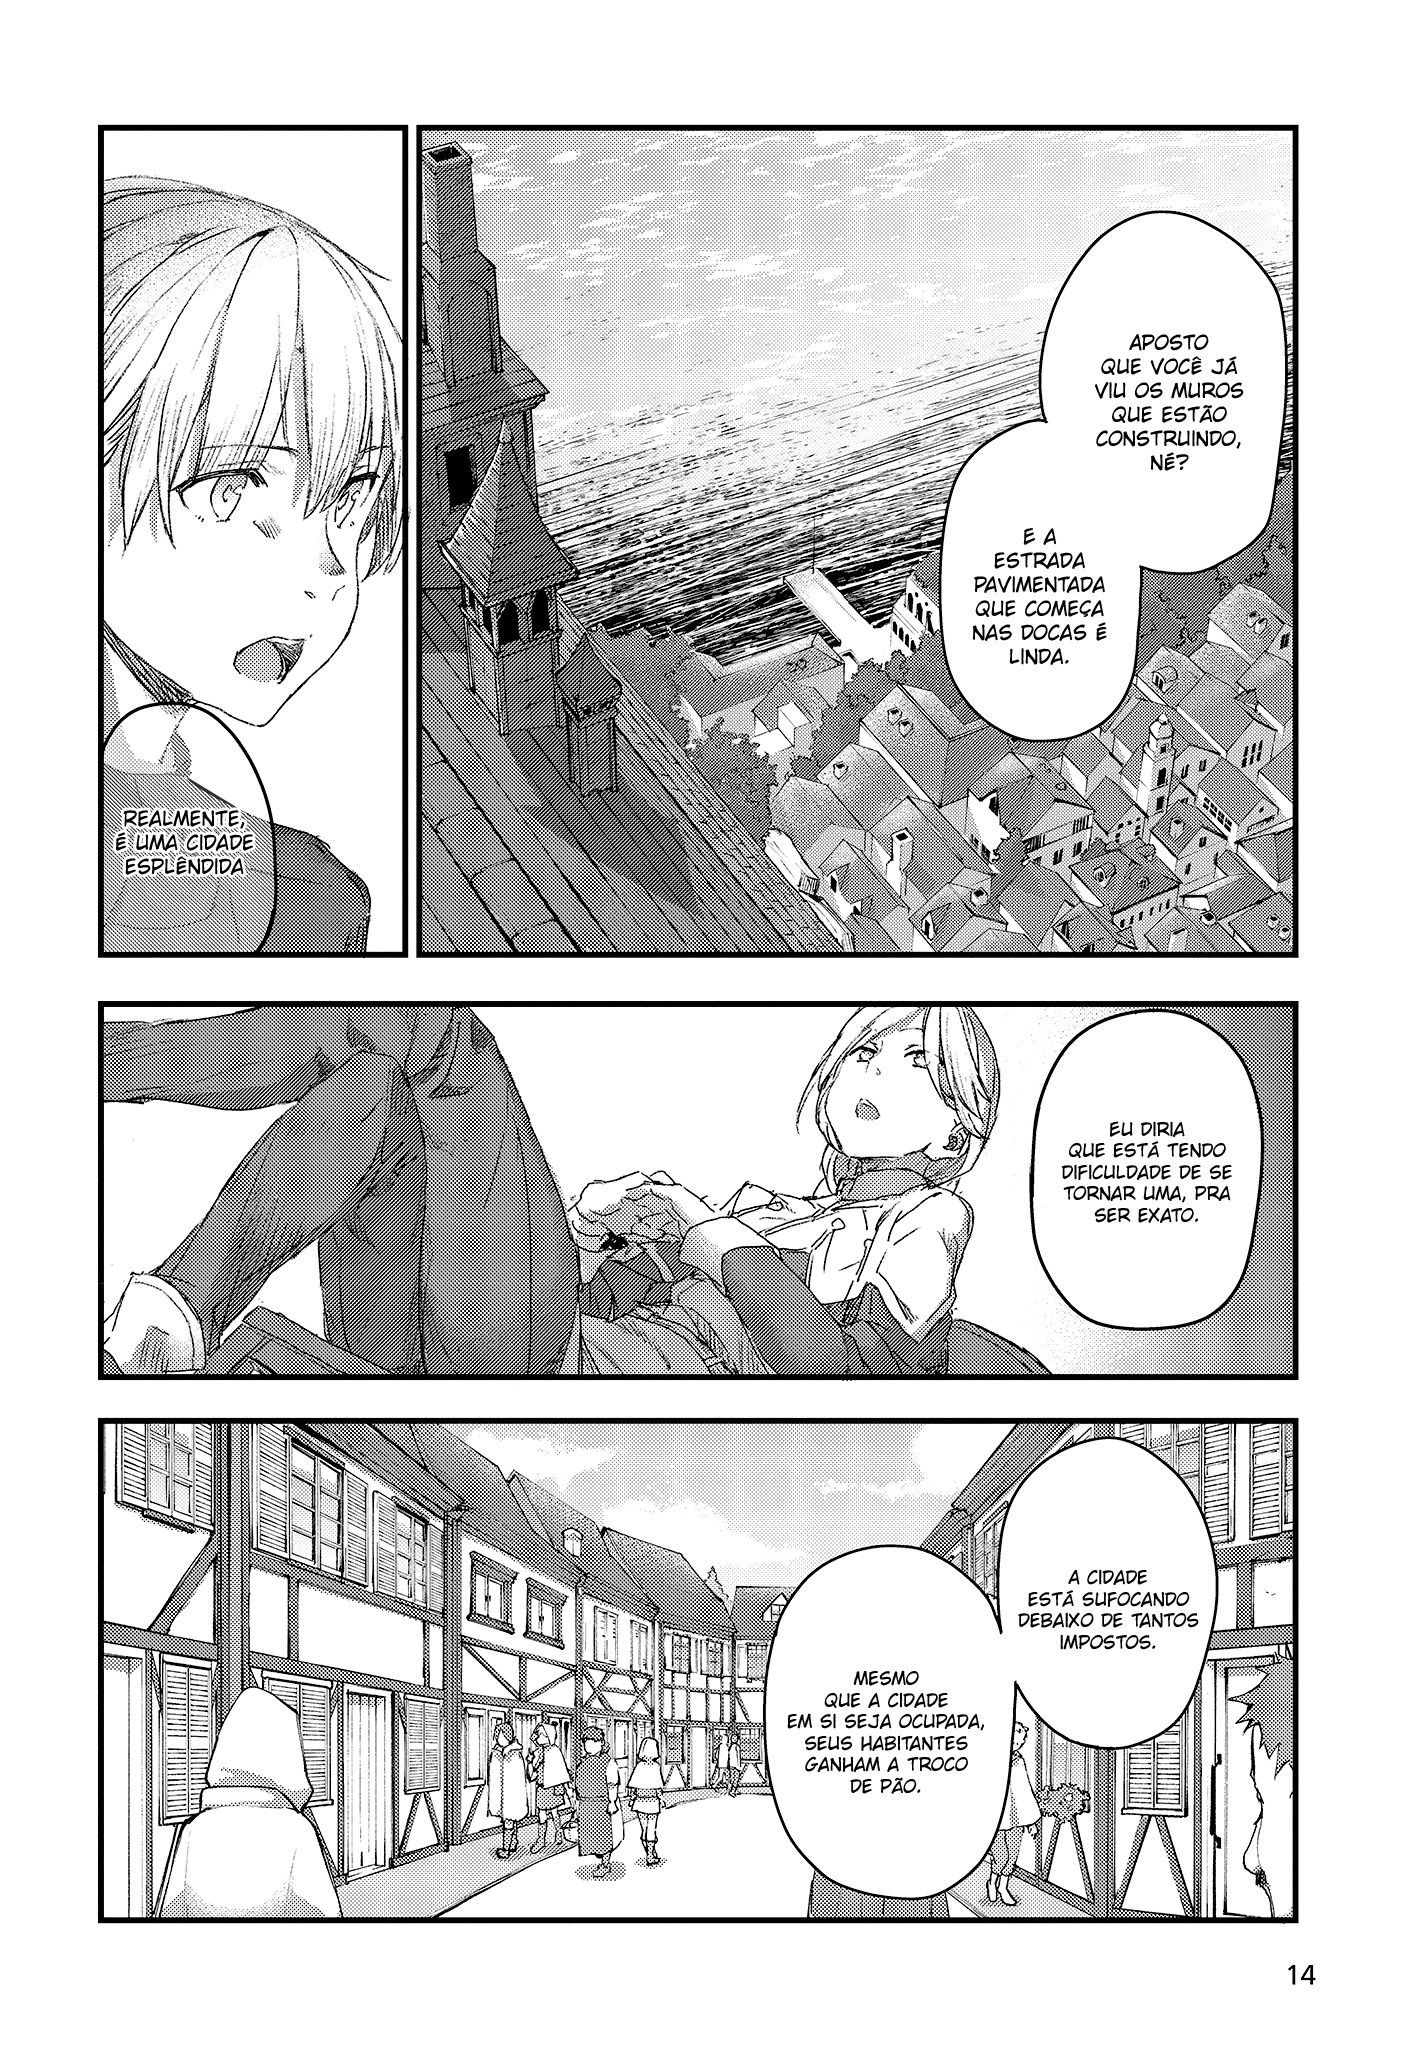 APOSTO
QUE VOCÊ JÁ
VIU OS MUROS
QUE ESTÃO
CONSTRUINDO,
NÉ?
E A
ESTRADA
PAVIMENTADA
QUE COMEÇA
NAS DOCAS É
LINDA.
REALMENTE,
É UMA CIDADE
ESPLÊNDIDA
EU DIRIA
QUE ESTÁ TENDO
DIFICULDADE DE SE
TORNAR UMA, PRA
SER EXATO.
A CIDADE
ESTÁ SUFOCANDO
DEBAIXO DE TANTOS
IMPOSTOS.
MESMO
QUE A CIDADE
EM SI SEJA OCUPADA,
SEUS HABITANTES
GANHAM A TROCO
DE PÃO.
14